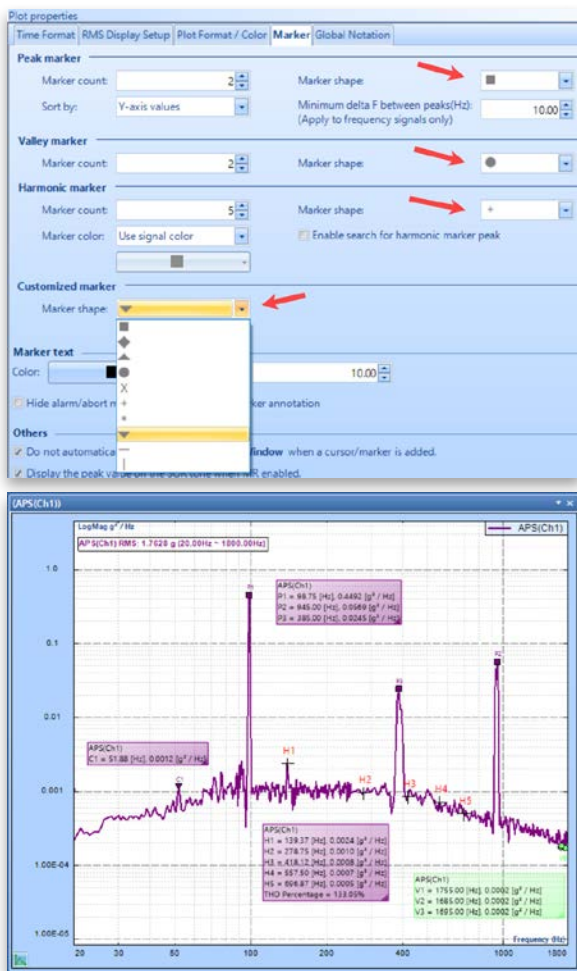 Plot properties
Time Format RMS Display Setup Plot Format / Color Marker Global Notation
Peak marker
Marker count: 2 Marker shape:
Sort by: Y-axis values Minimum delta F between peaks(Hz): 10.00
(Apply to frequency signals only)
Valley marker
Marker count: 2 Marker shape:
Harmonic marker
Marker count: 5 Marker shape:
Marker color: Use signal color Enable search for harmonic marker peak
Customized marker
Marker shape:
X
+
Marker text
Color: 10.00
Hide alarm/abort m rker annotation
Others
Do not automatica Window when a cursor/marker is added.
Display the peak value on the when MR enabled.
(APS(Ch1))
LogMag g²/Hz
APS(Ch1)
APS(Ch1) RMS: 1.7628 g (20.00Hz ~ 1800.00Hz)
APS(Ch1)
P1 = 98.75 [Hz], 0.4492 [g² / Hz]
P2 = 945.00 [Hz], 0.0569 [g² / Hz]
P3 = 385.00 [Hz], 0.0245 [g² / Hz]
1.0
0.1
0.01
0.001
1.00E-04
1.00E-05
APS(Ch1)
C1 = 51.88 [Hz], 0.0012 [g² / Hz]
C1
H1
H2
H3
H4
H5
APS(Ch1)
H1 = 139.37 [Hz], 0.0024 [g² / Hz]
H2 = 278.75 [Hz], 0.0010 [g² / Hz]
H3 = 418.12 [Hz], 0.0008 [g² / Hz]
H4 = 557.50 [Hz], 0.0007 [g² / Hz]
H5 = 696.87 [Hz], 0.0005 [g² / Hz]
THD Percentage = 133.05%
APS(Ch1)
V1 = 1755.00 [Hz], 0.0002 [g² / Hz]
V2 = 1685.00 [Hz], 0.0002 [g² / Hz]
V3 = 1695.00 [Hz], 0.0002 [g² / Hz]
Frequency (Hz)
20 30 100 200 400 1000 1800